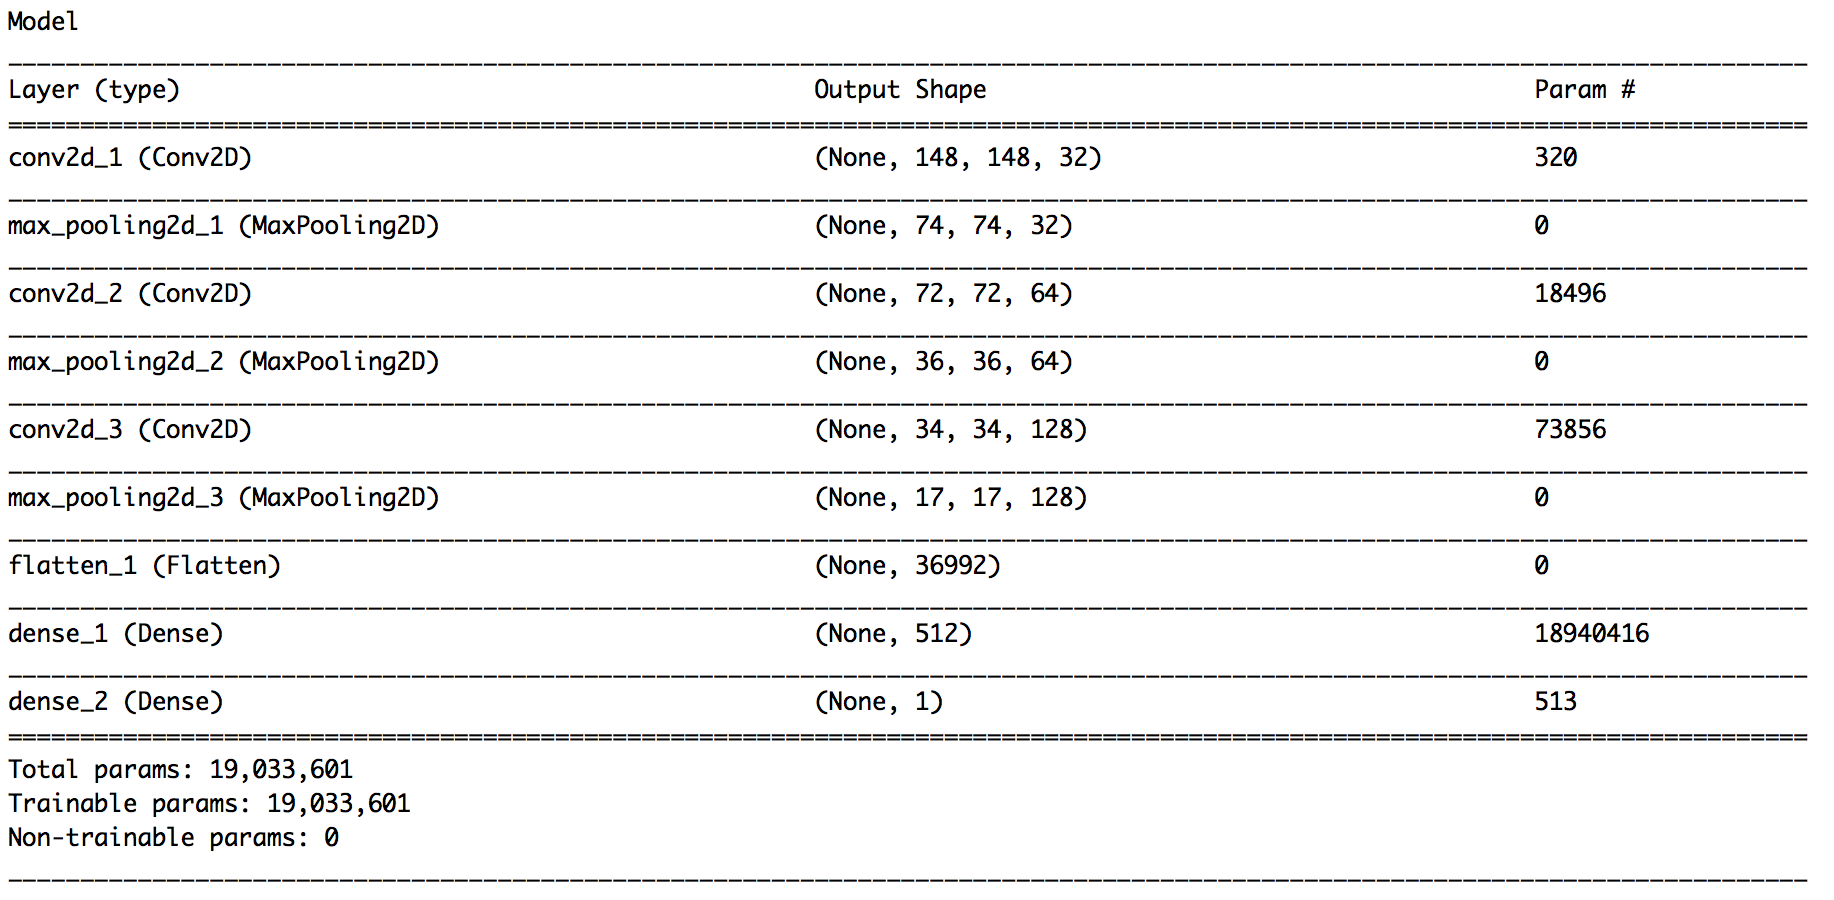 Model
Layer (type) Output Shape Param #
conv2d_1 (Conv2D) (None, 148, 148, 32) 320
max_pooling2d_1 (MaxPooling2D) (None, 74, 74, 32) 0
conv2d_2 (Conv2D) (None, 72, 72, 64) 18496
max_pooling2d_2 (MaxPooling2D) (None, 36, 36, 64) 0
conv2d_3 (Conv2D) (None, 34, 34, 128) 73856
max_pooling2d_3 (MaxPooling2D) (None, 17, 17, 128) 0
flatten_1 (Flatten) (None, 36992) 0
dense_1 (Dense) (None, 512) 18940416
dense_2 (Dense) (None, 1) 513
Total params: 19,033,601
Trainable params: 19,033,601
Non-trainable params: 0